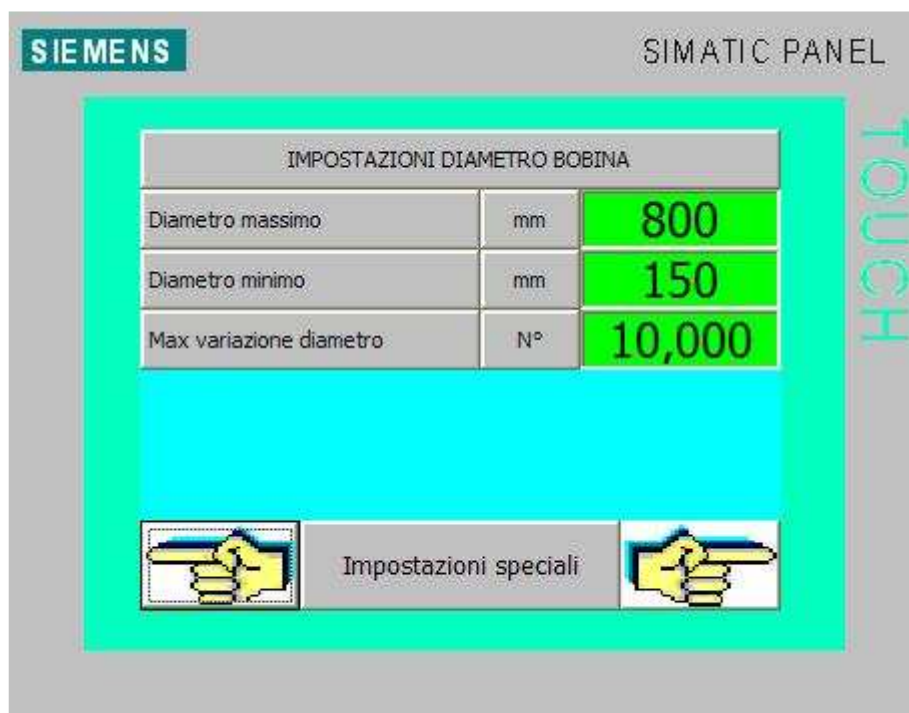 SIEMENS
SIMATIC PANEL
TOUCH
IMPOSTAZIONI DIAMETRO BOBINA
Diametro massimo mm 800
Diametro minimo mm 150
Max variazione diametro N° 10,000
Impostazioni speciali